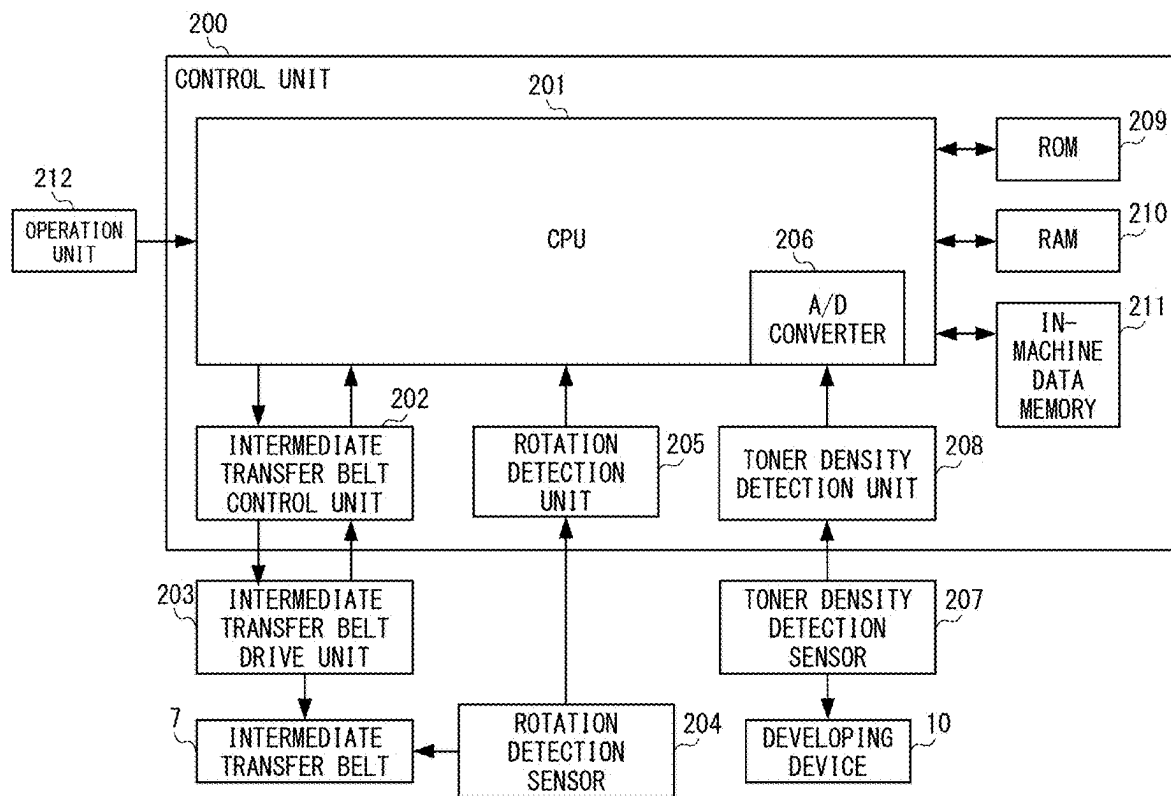 200
CONTROL UNIT
201
CPU
209
ROM
212
OPERATION
UNIT
210
RAM
206
A/D
CONVERTER
211
IN-
MACHINE
DATA
MEMORY
202
INTERMEDIATE
TRANSFER BELT
CONTROL UNIT
205
ROTATION
DETECTION
UNIT
208
TONER DENSITY
DETECTION UNIT
203
INTERMEDIATE
TRANSFER BELT
DRIVE UNIT
207
TONER DENSITY
DETECTION
SENSOR
7
INTERMEDIATE
TRANSFER BELT
204
ROTATION
DETECTION
SENSOR
10
DEVELOPING
DEVICE